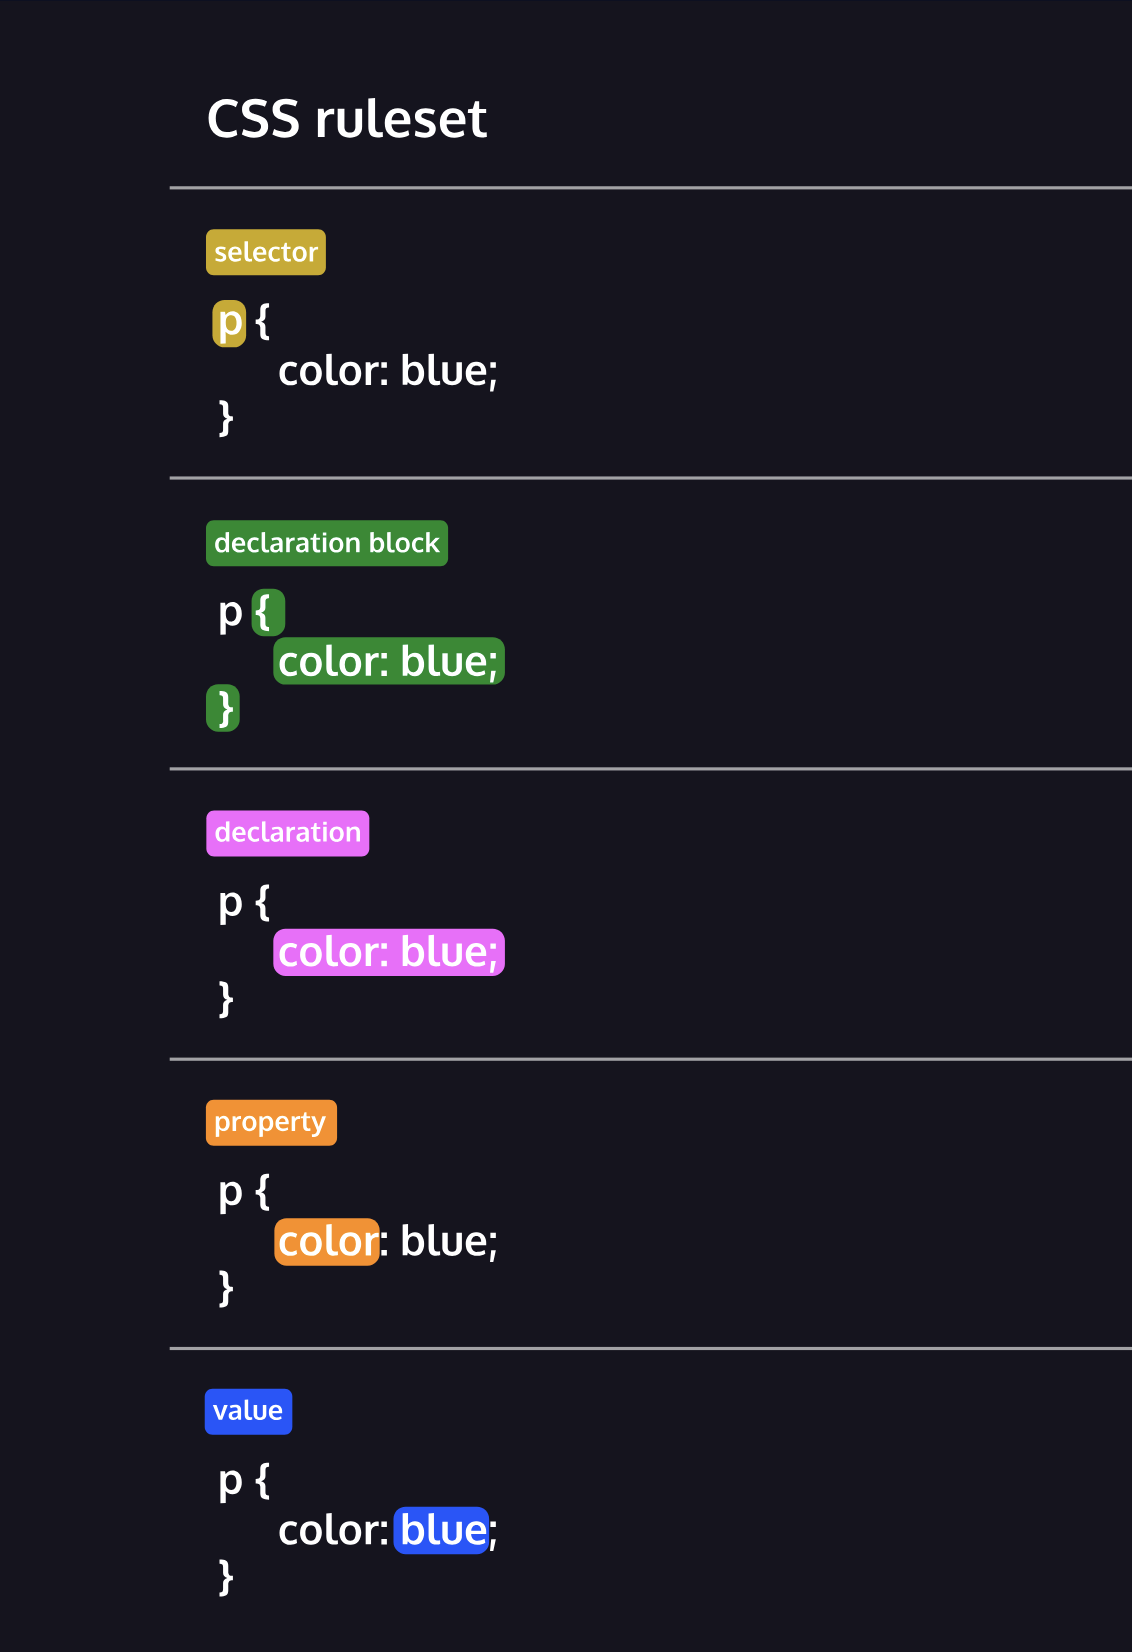 CSS ruleset
selector
p {
color: blue;
}
declaration block
p {
color: blue;
}
declaration
p {
color: blue;
}
property
p {
color: blue;
}
value
p {
color: blue;
}